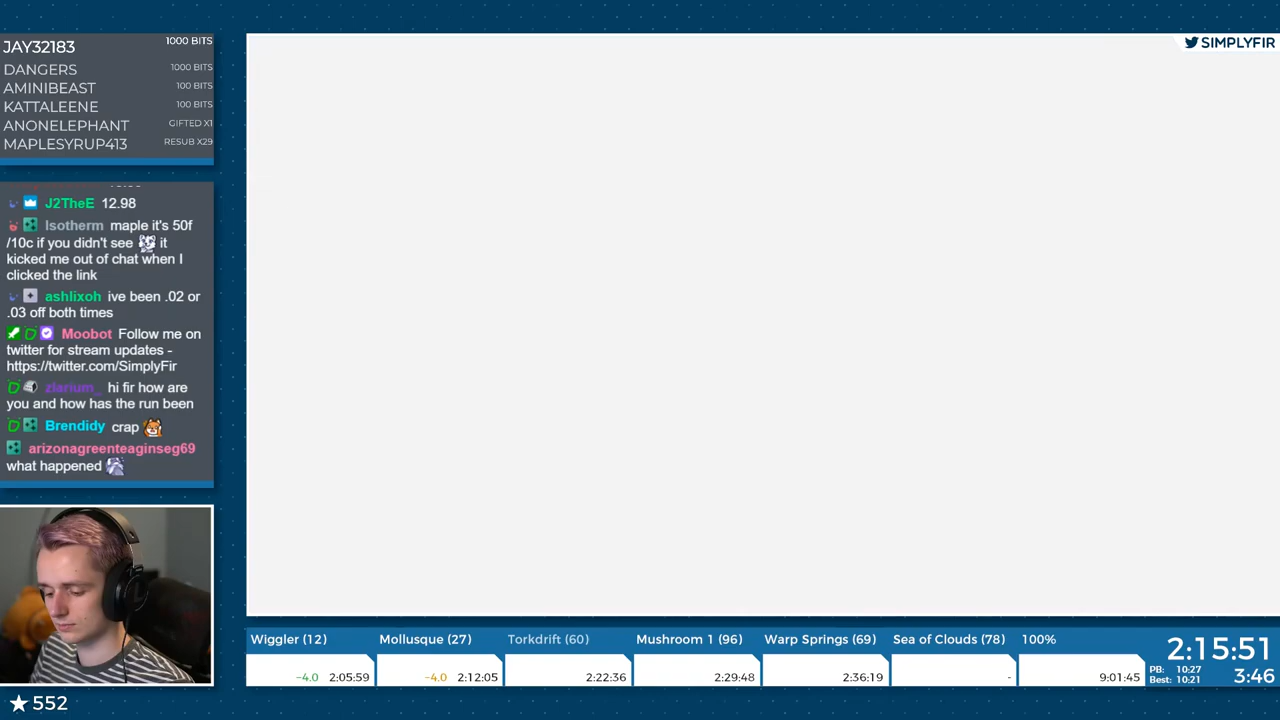 JAY32183 1000 BITS
DANGERS 1000 BITS
AMINIBEAST 100 BITS
KATTALEENE 100 BITS
ANONELEPHANT GIFTED X1
MAPLESYRUP413 RESUB X29
J2TheE 12.98
Isotherm maple it's 50f
/10c if you didn't see it
kicked me out of chat when I
clicked the link
ashlixoh ive been .02 or
.03 off both times
Moobot Follow me on
twitter for stream updates -
https://twitter.com/SimplyFir
zlarium_ hi fir how are
you and how has the run been
Brendidy crap
arizonagreenteaginseg69
what happened
552
SIMPLYFIR
Wiggler (12) Mollusque (27) Torkdrift (60) Mushroom 1 (96) Warp Springs (69) Sea of Clouds (78) 100%
−4.0 2:05:59 −4.0 2:12:05 2:22:36 2:29:48 2:36:19 - 9:01:45
2:15:51
PB: 10:27
Best: 10:21
3:46